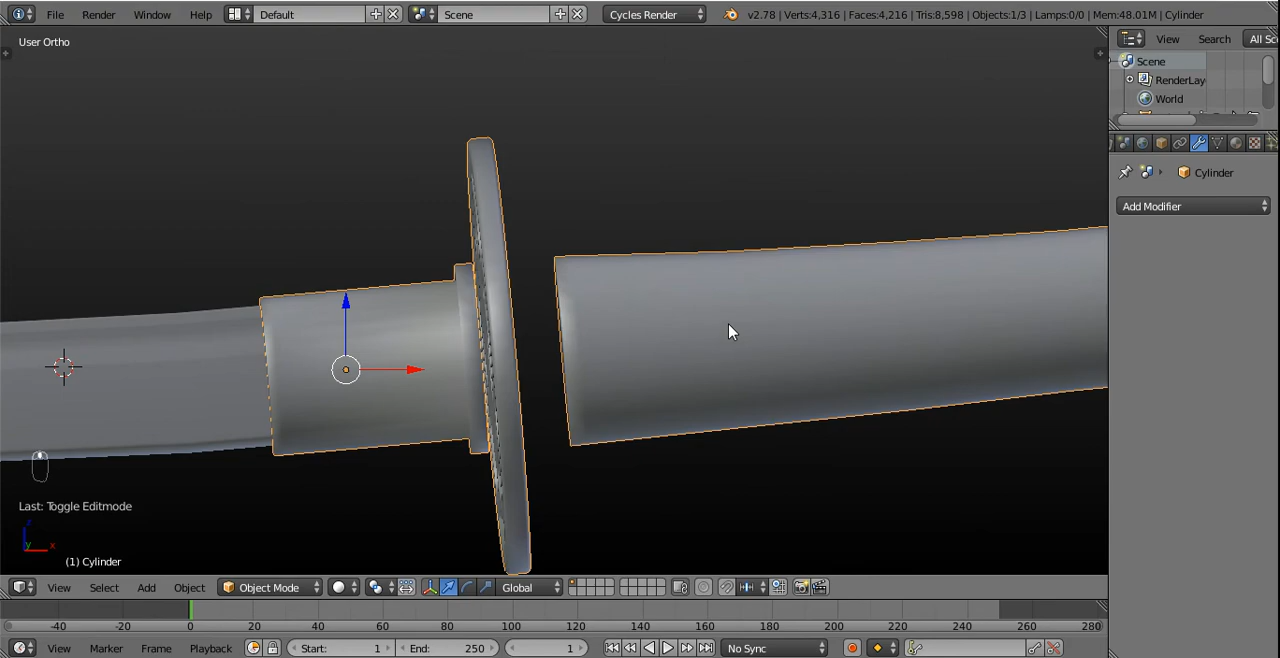 File Render Window Help Default Scene Cycles Render v2.78 | Verts:4,316 | Faces:4,216 | Tris:8,598 | Objects:1/3 | Lamps:0/0 | Mem:48.01M | Cylinder
User Ortho
View Search All Sc
Scene
RenderLay
World
Cylinder
Add Modifier
Last: Toggle Editmode
z
y x
(1) Cylinder
View Select Add Object Object Mode Global
-40 -20 0 20 40 60 80 100 120 140 160 180 200 220 240 260 280
View Marker Frame Playback Start: 1 End: 250 1 No Sync